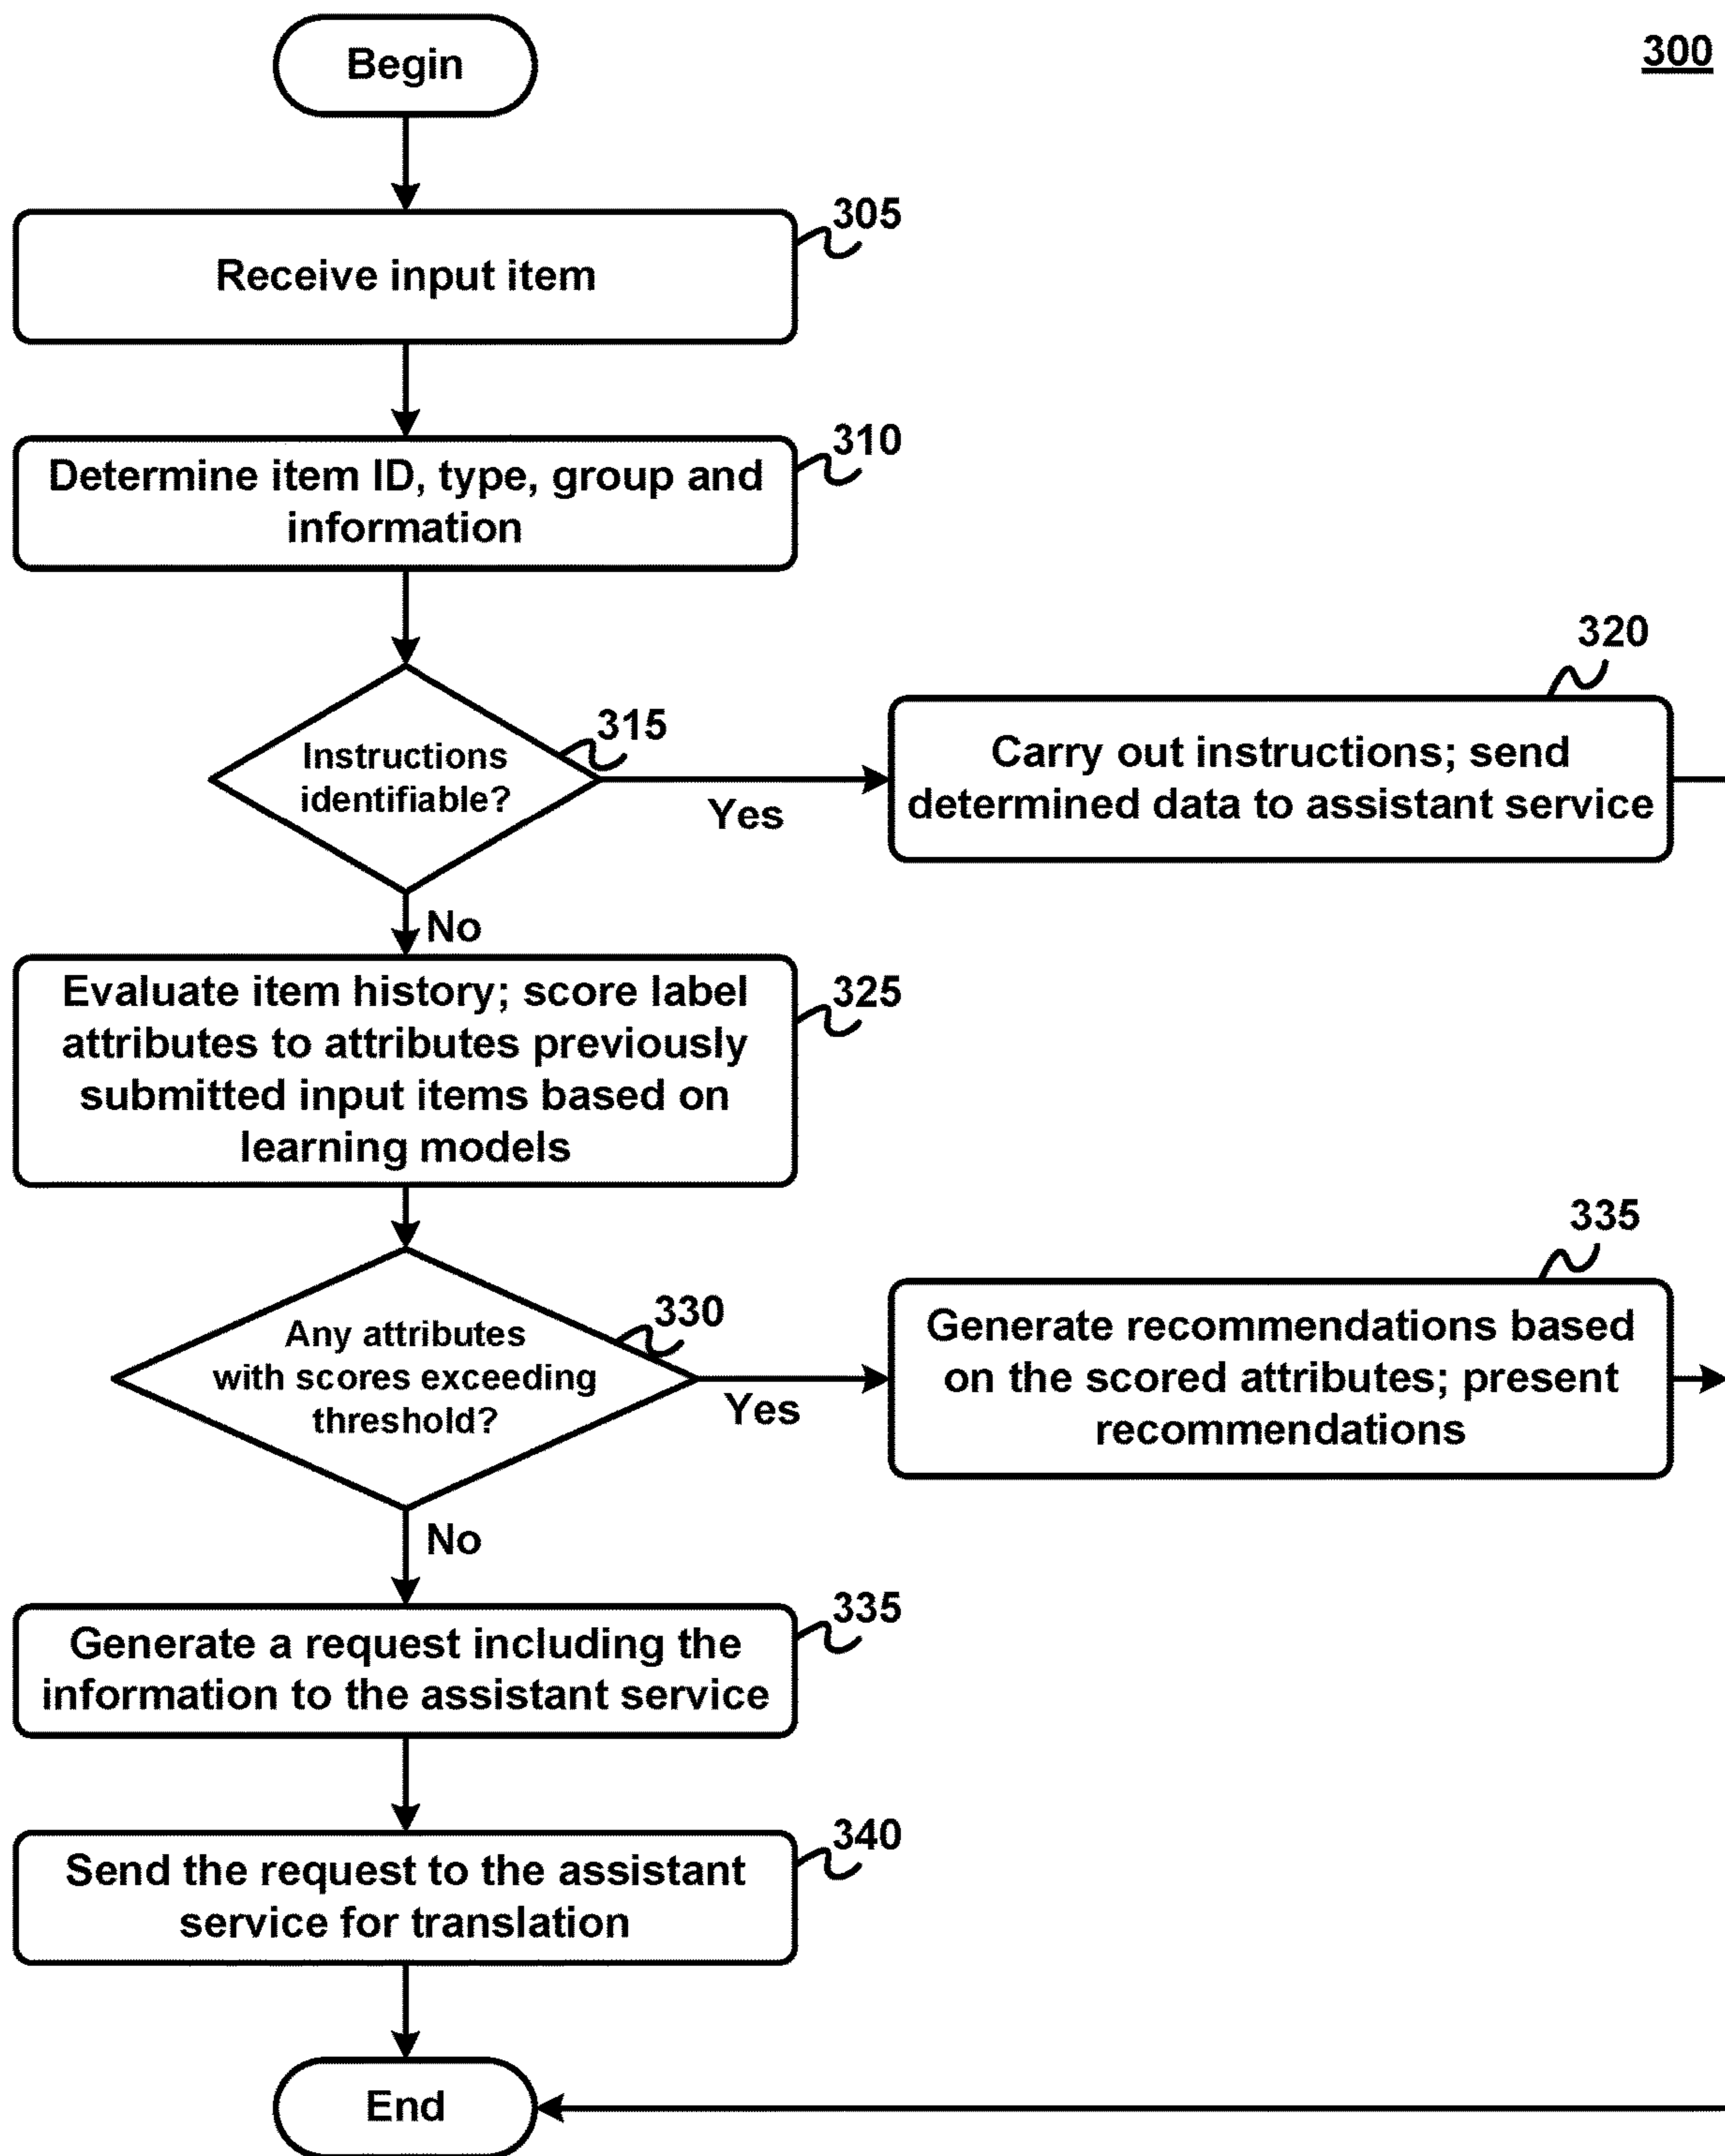 300
Begin
305
Receive input item
310
Determine item ID, type, group and
information
315
Instructions
identifiable?
Yes
320
Carry out instructions; send
determined data to assistant service
No
325
Evaluate item history; score label
attributes to attributes previously
submitted input items based on
learning models
330
Any attributes
with scores exceeding
threshold?
Yes
335
Generate recommendations based
on the scored attributes; present
recommendations
No
335
Generate a request including the
information to the assistant service
340
Send the request to the assistant
service for translation
End